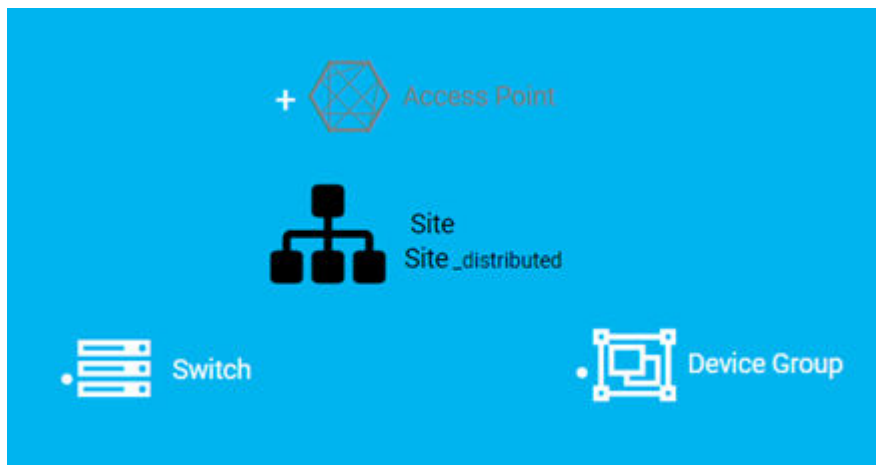 + Access Point
Site
Site_distributed
Switch
Device Group